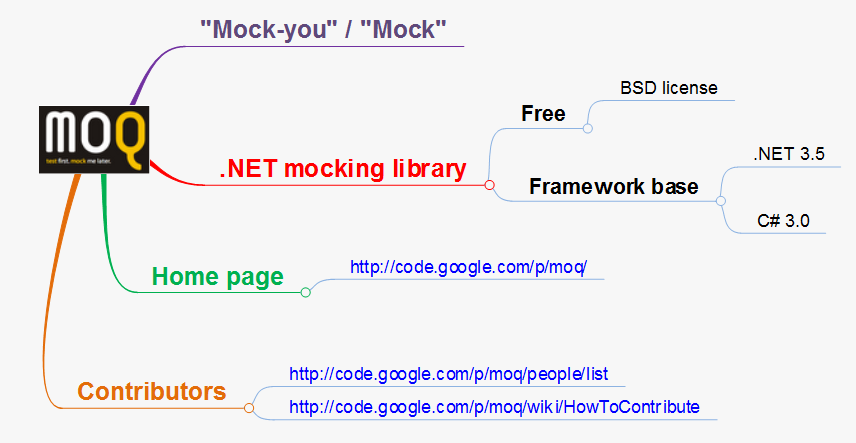 "Mock-you" / "Mock"
moq
test first. mock me later.
.NET mocking library
Free
BSD license
Framework base
.NET 3.5
C# 3.0
Home page
http://code.google.com/p/moq/
Contributors
http://code.google.com/p/moq/people/list
http://code.google.com/p/moq/wiki/HowToContribute